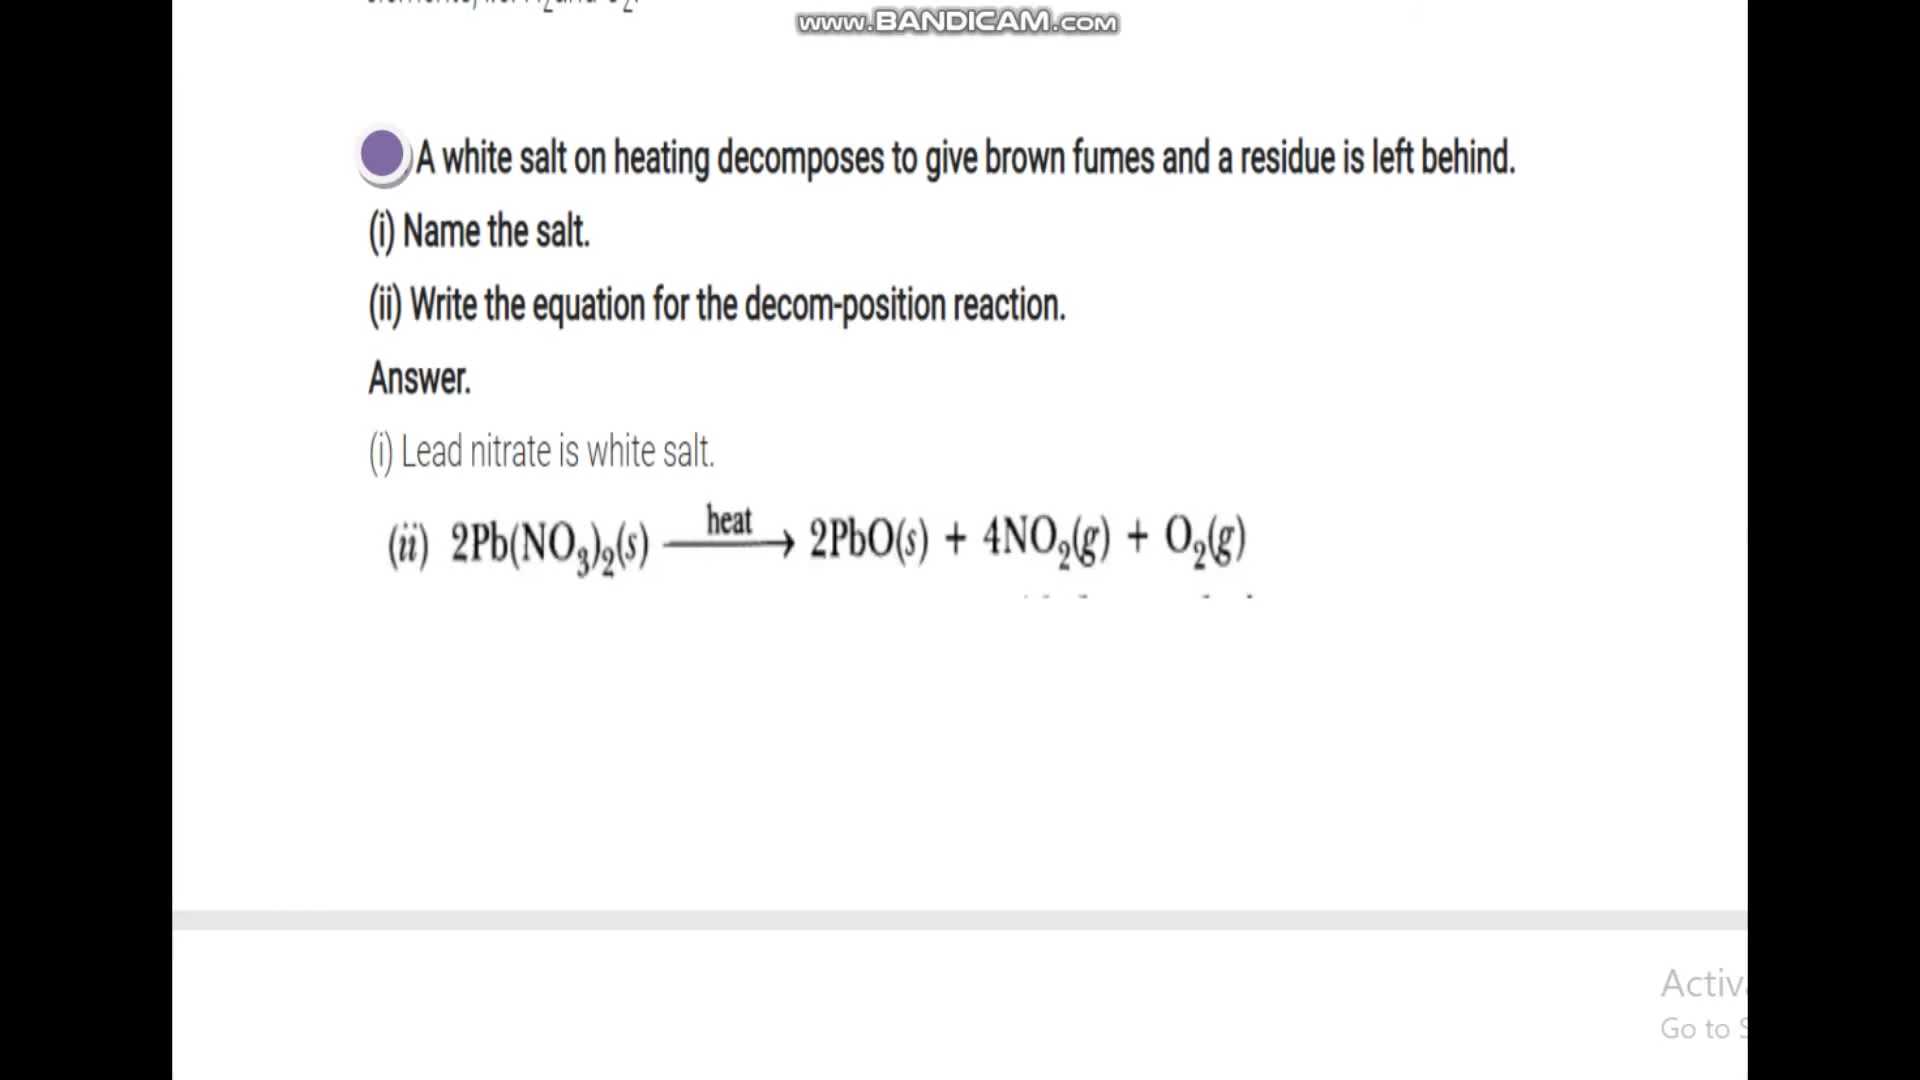 www.BANDICAM.com
A white salt on heating decomposes to give brown fumes and a residue is left behind.
(i) Name the salt.
(ii) Write the equation for the decom-position reaction.
Answer.
(i) Lead nitrate is white salt.
(ii) 2Pb(NO₃)₂(s) heat → 2PbO(s) + 4NO₂(g) + O₂(g)
Activ
Go to S